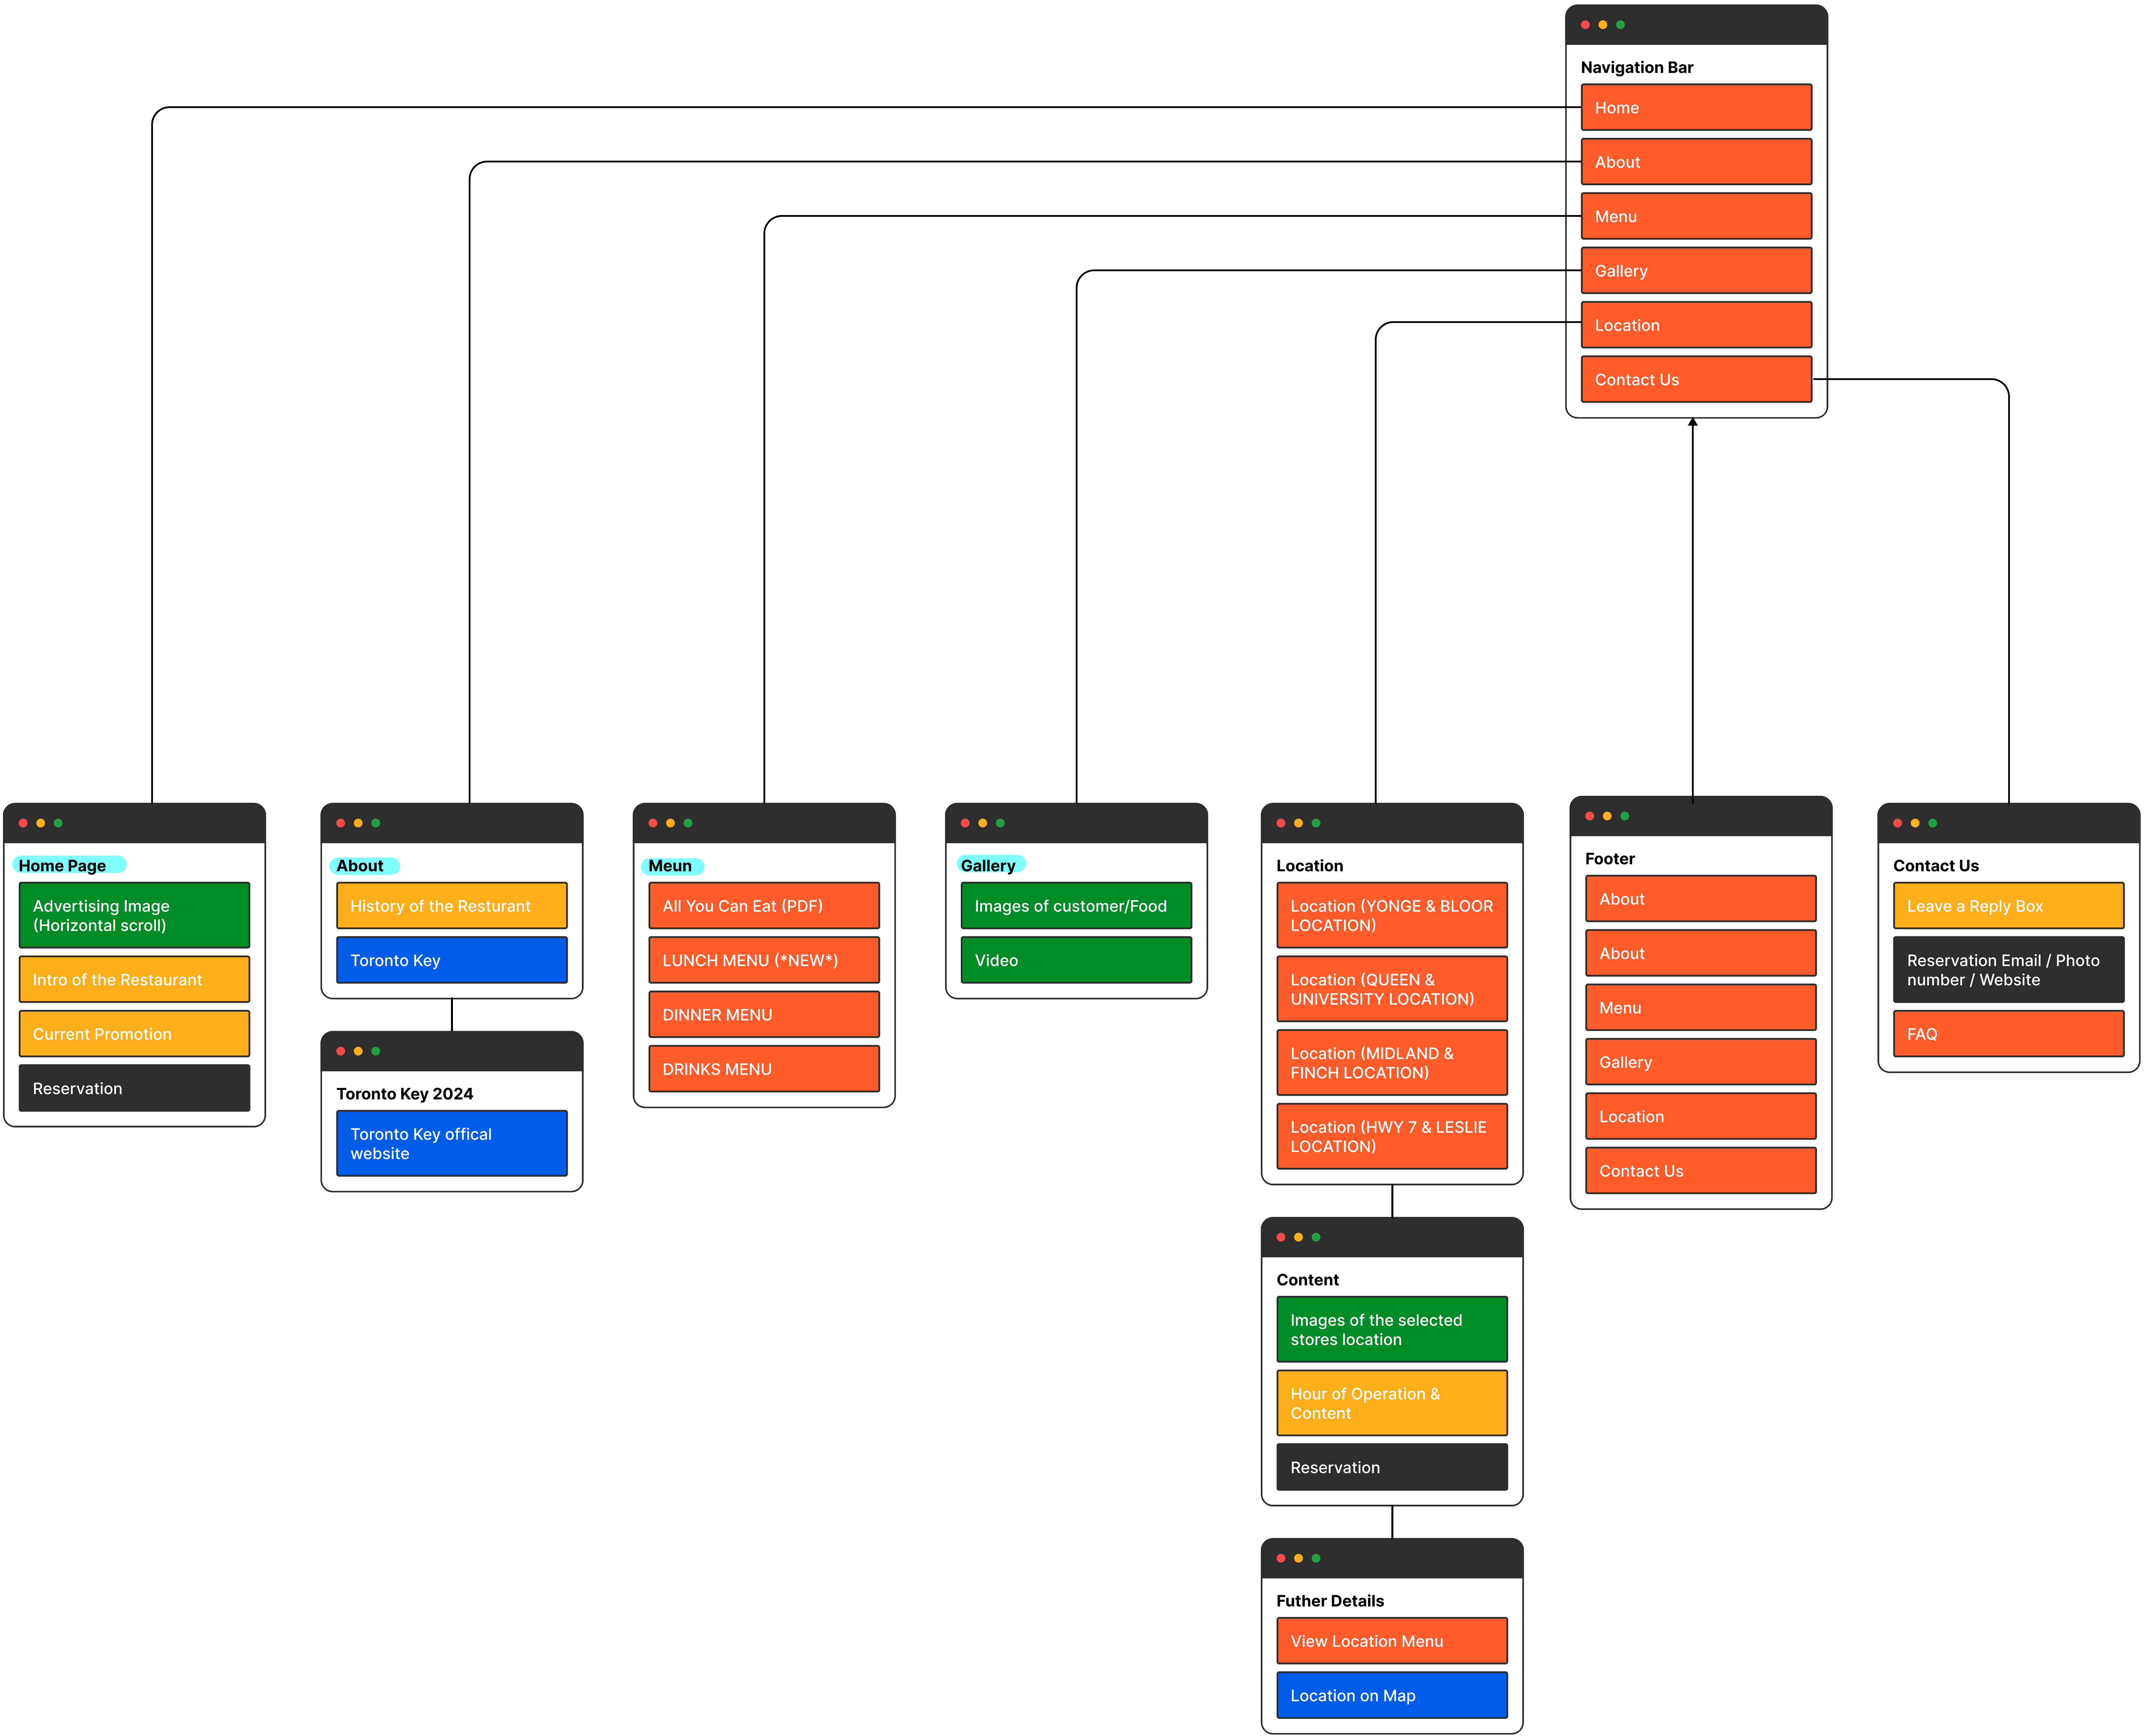 Navigation Bar
Home
About
Menu
Gallery
Location
Contact Us
Home Page
Advertising Image
(Horizontal scroll)
Intro of the Restaurant
Current Promotion
Reservation
About
History of the Resturant
Toronto Key
Toronto Key 2024
Toronto Key offical
website
Meun
All You Can Eat (PDF)
LUNCH MENU (*NEW*)
DINNER MENU
DRINKS MENU
Gallery
Images of customer/Food
Video
Location
Location (YONGE & BLOOR
LOCATION)
Location (QUEEN &
UNIVERSITY LOCATION)
Location (MIDLAND &
FINCH LOCATION)
Location (HWY 7 & LESLIE
LOCATION)
Content
Images of the selected
stores location
Hour of Operation &
Content
Reservation
Futher Details
View Location Menu
Location on Map
Footer
About
About
Menu
Gallery
Location
Contact Us
Contact Us
Leave a Reply Box
Reservation Email / Photo
number / Website
FAQ